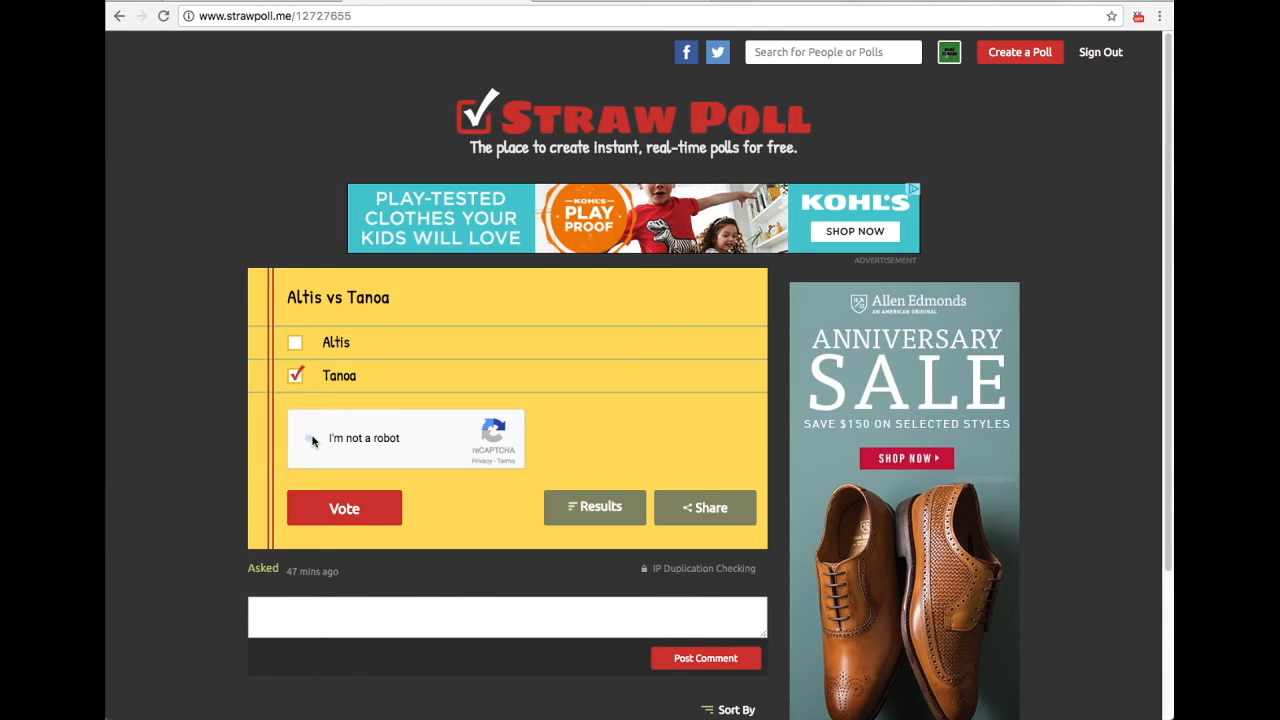 www.strawpoll.me/12727655
Search for People or Polls
Create a Poll
Sign Out
STRAW POLL
The place to create instant, real-time polls for free.
PLAY-TESTED
CLOTHES YOUR
KIDS WILL LOVE
KOHL'S
PLAY
PROOF
KOHL'S
SHOP NOW
ADVERTISEMENT
Altis vs Tanoa
Altis
Tanoa
I'm not a robot
reCAPTCHA
Privacy - Terms
Vote
Results
Share
Asked 47 mins ago
IP Duplication Checking
Post Comment
Sort By
Allen Edmonds
AN AMERICAN ORIGINAL
ANNIVERSARY
SALE
SAVE $150 ON SELECTED STYLES
SHOP NOW
ADVERTISEMENT